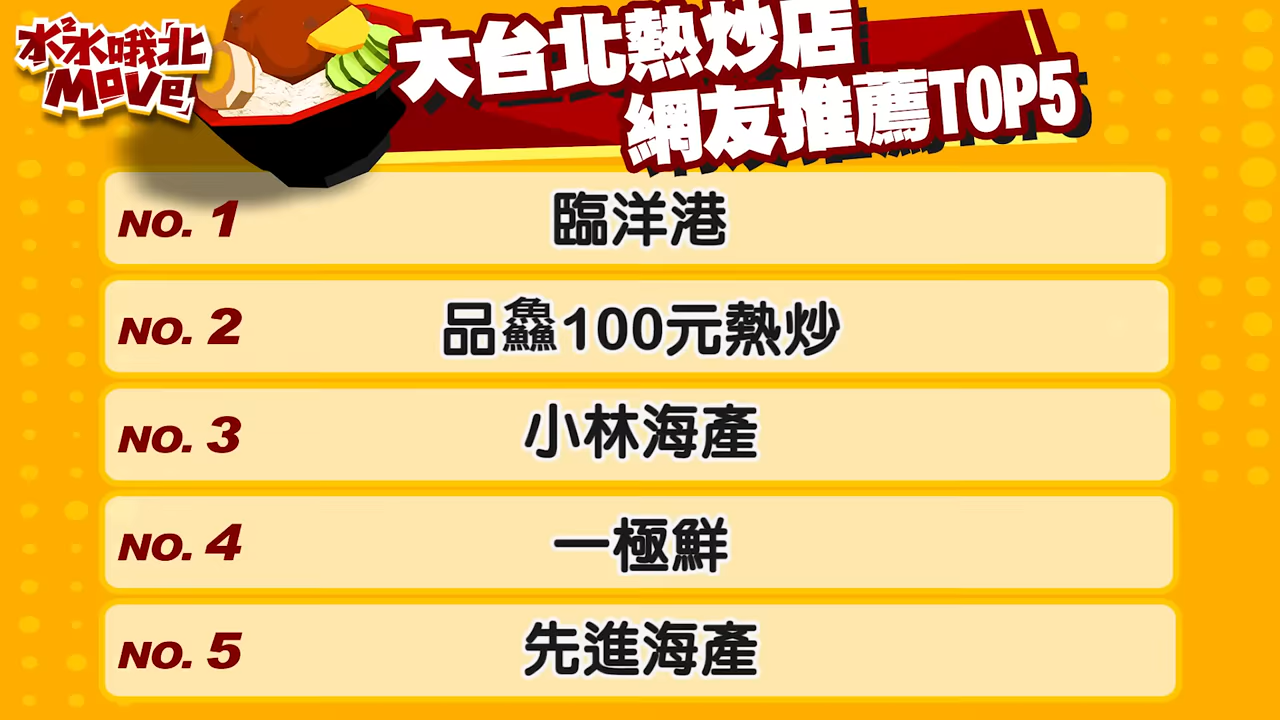 水水哦北
Move
大台北熱炒店
網友推薦TOP5
NO. 1 臨洋港
NO. 2 品鱻100元熱炒
NO. 3 小林海產
NO. 4 一極鮮
NO. 5 先進海產